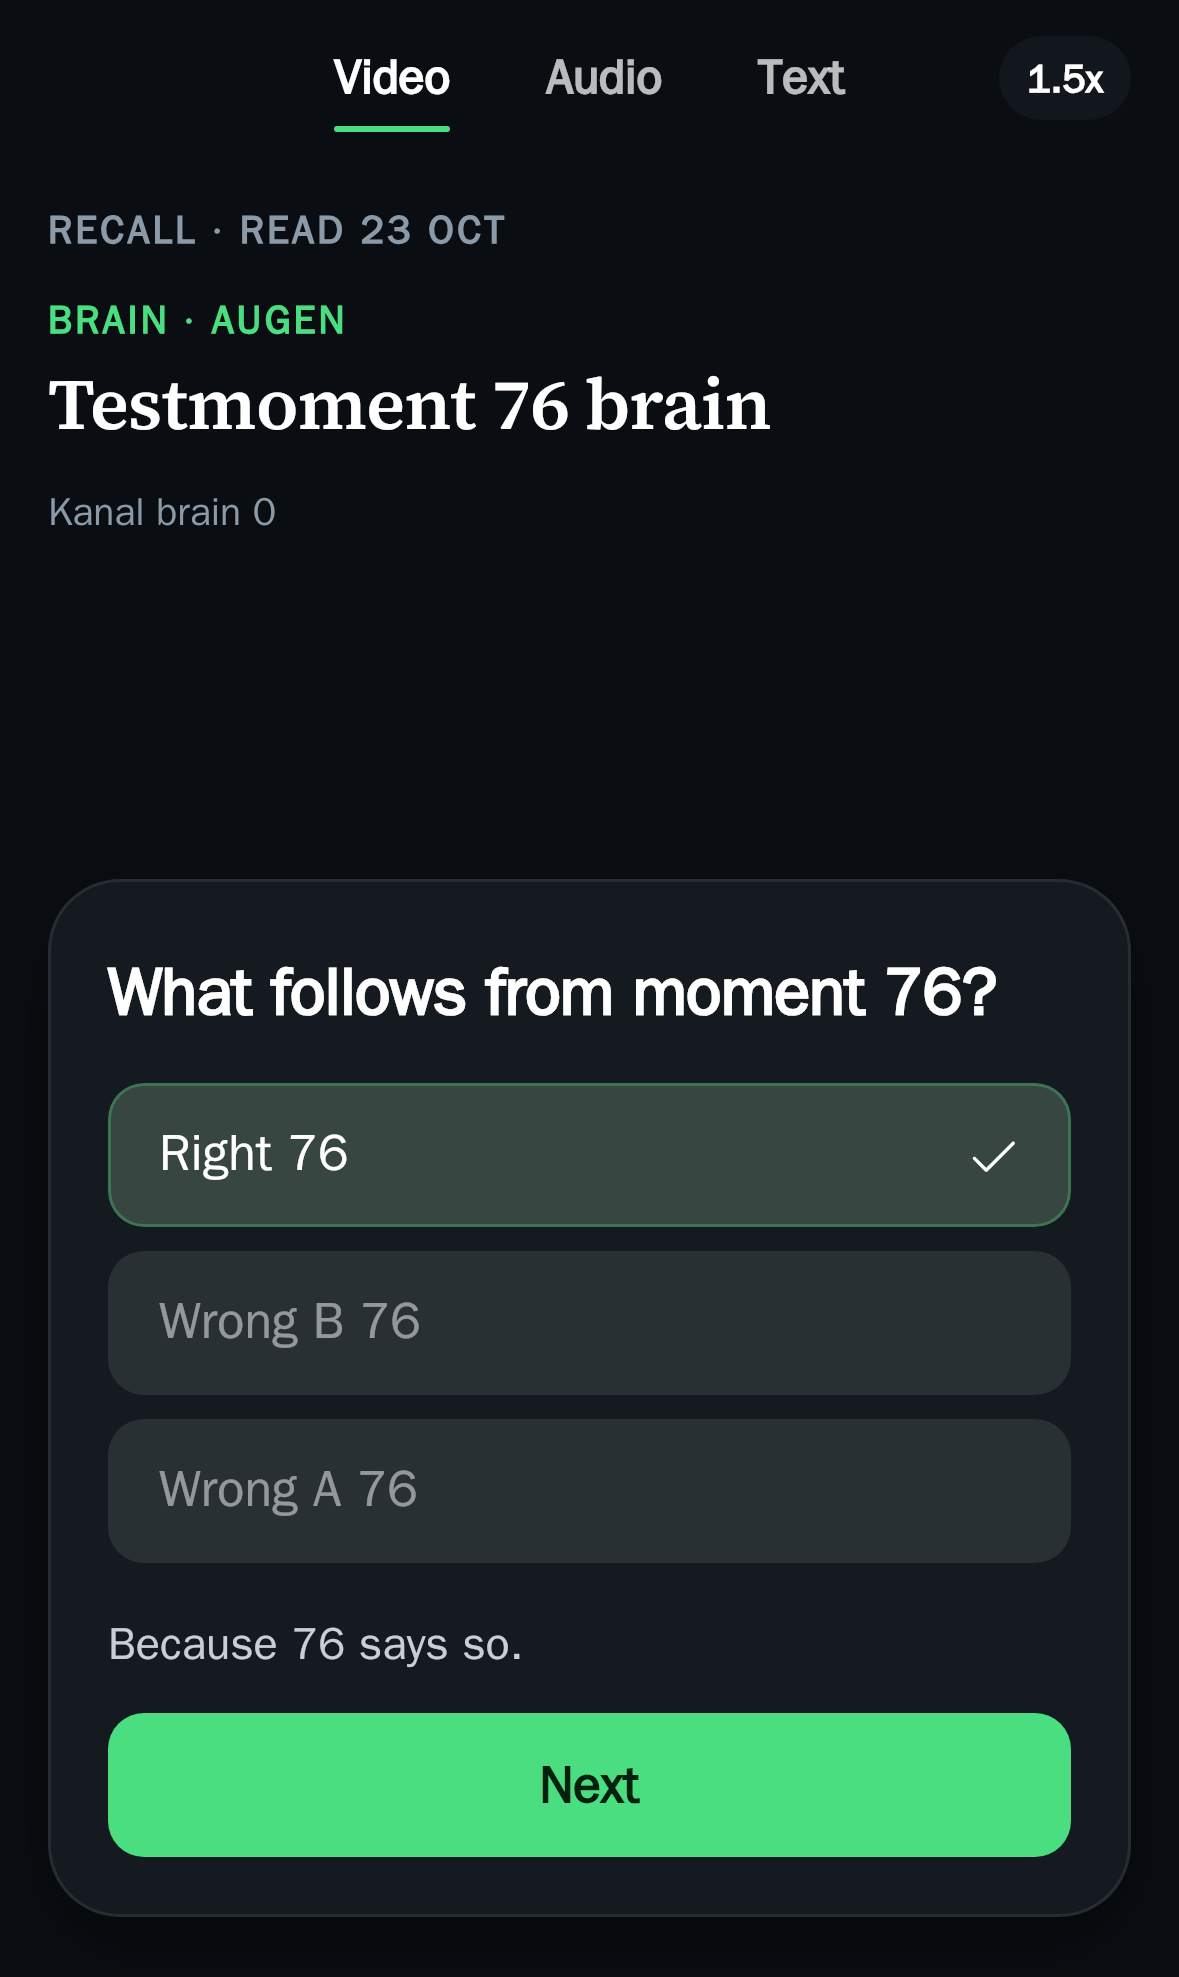 Video Audio Text 1.5x
RECALL · READ 23 OCT
BRAIN · AUGEN
Testmoment 76 brain
Kanal brain 0
What follows from moment 76?
Right 76
Wrong B 76
Wrong A 76
Because 76 says so.
Next